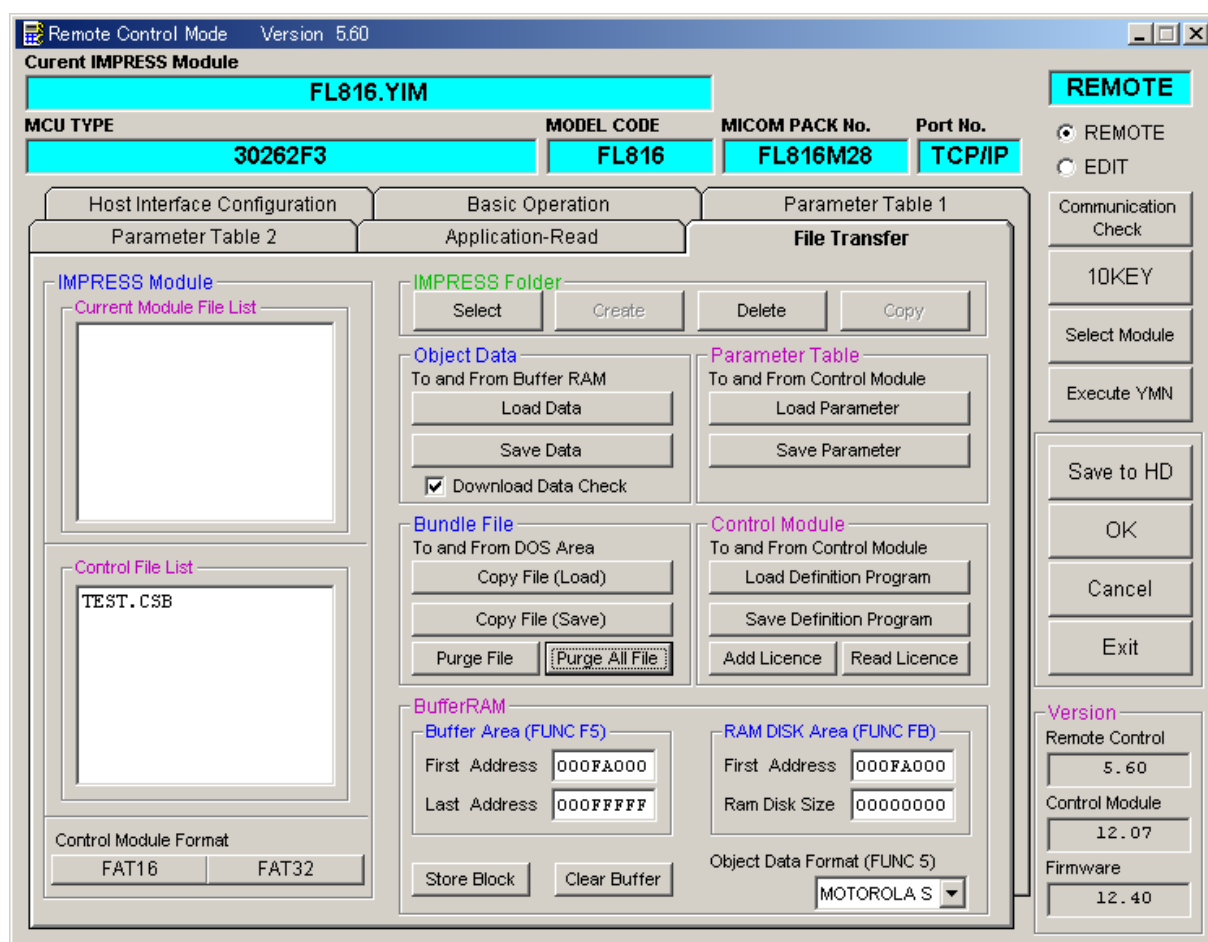 Remote Control Mode Version 5.60
Curent IMPRESS Module
FL816.YIM
MCU TYPE
MODEL CODE
MICOM PACK No.
Port No.
30262F3
FL816
FL816M28
TCP/IP
REMOTE
REMOTE
EDIT
Host Interface Configuration
Basic Operation
Parameter Table 1
Parameter Table 2
Application-Read
File Transfer
IMPRESS Module
Current Module File List
Control File List
TEST.CSB
Control Module Format
FAT16
FAT32
IMPRESS Folder
Select
Create
Delete
Copy
Object Data
To and From Buffer RAM
Load Data
Save Data
Download Data Check
Parameter Table
To and From Control Module
Load Parameter
Save Parameter
Bundle File
To and From DOS Area
Copy File (Load)
Copy File (Save)
Purge File
Purge All File
Control Module
To and From Control Module
Load Definition Program
Save Definition Program
Add Licence
Read Licence
BufferRAM
Buffer Area (FUNC F5)
First Address 000FA000
Last Address 000FFFFF
RAM DISK Area (FUNC FB)
First Address 000FA000
Ram Disk Size 00000000
Store Block
Clear Buffer
Object Data Format (FUNC 5)
MOTOROLA S
Communication
Check
10KEY
Select Module
Execute YMN
Save to HD
OK
Cancel
Exit
Version
Remote Control
5.60
Control Module
12.07
Firmware
12.40